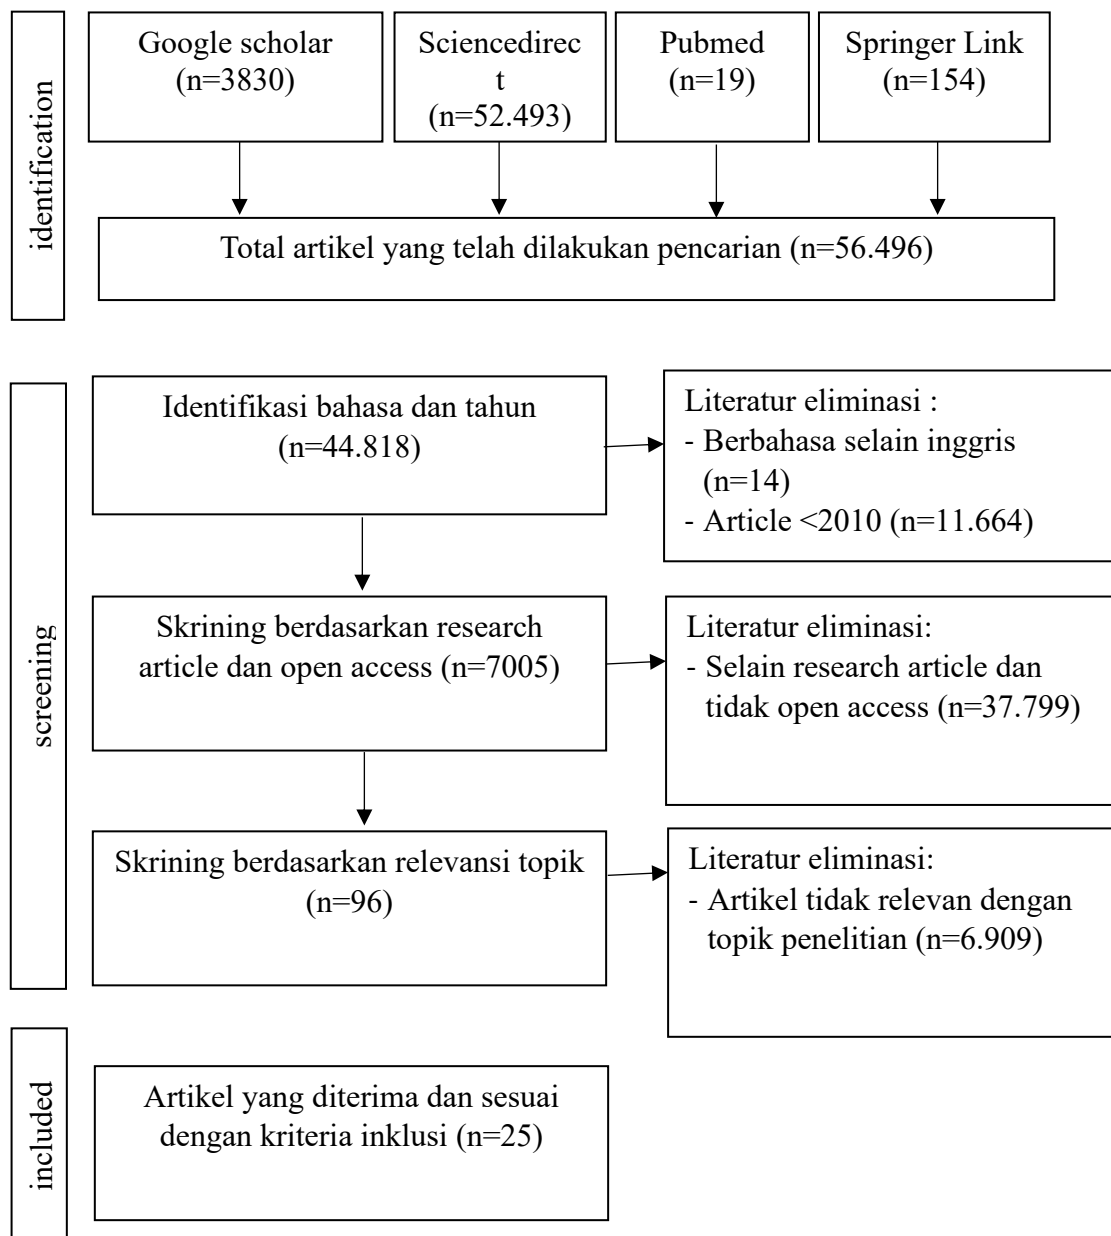 identification
Google scholar
(n=3830)
Sciencedirec
t
(n=52.493)
Pubmed
(n=19)
Springer Link
(n=154)
Total artikel yang telah dilakukan pencarian (n=56.496)
screening
Identifikasi bahasa dan tahun
(n=44.818)
Literatur eliminasi :
- Berbahasa selain inggris
(n=14)
- Article <2010 (n=11.664)
Skrining berdasarkan research
article dan open access (n=7005)
Literatur eliminasi:
- Selain research article dan
tidak open access (n=37.799)
Skrining berdasarkan relevansi topik
(n=96)
Literatur eliminasi:
- Artikel tidak relevan dengan
topik penelitian (n=6.909)
included
Artikel yang diterima dan sesuai
dengan kriteria inklusi (n=25)